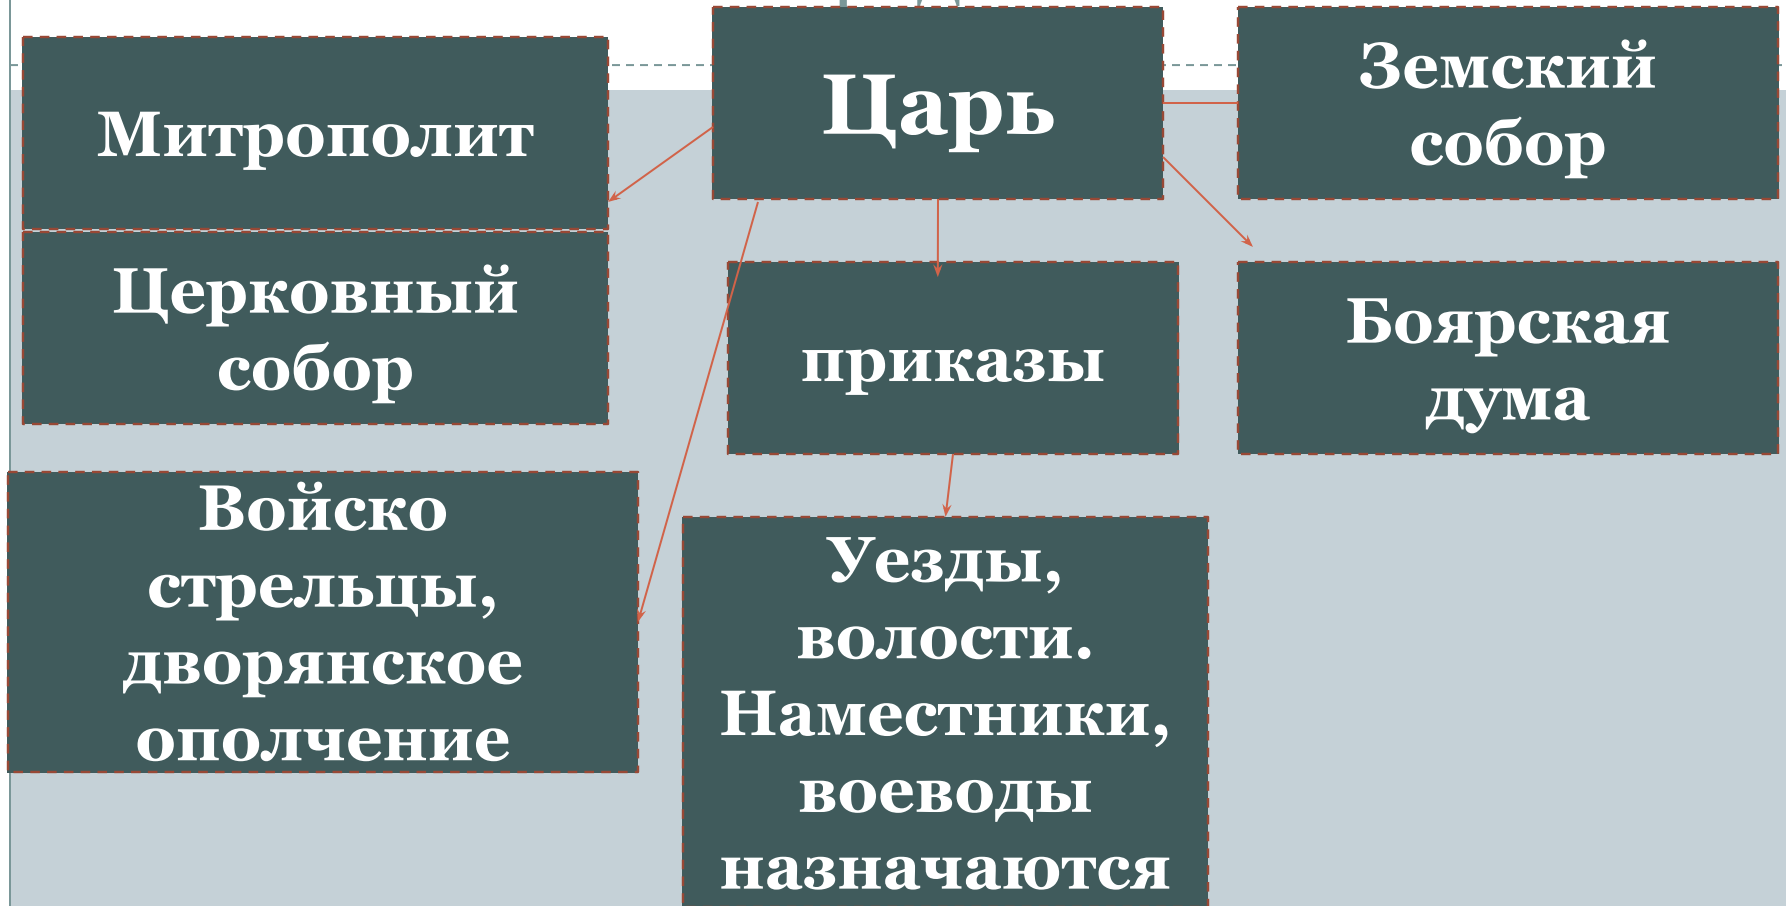 Митрополит
Царь
Земский
собор
Церковный
собор
приказы
Боярская
дума
Войско
стрельцы,
дворянское
ополчение
Уезды,
волости.
Наместники,
воеводы
назначаются